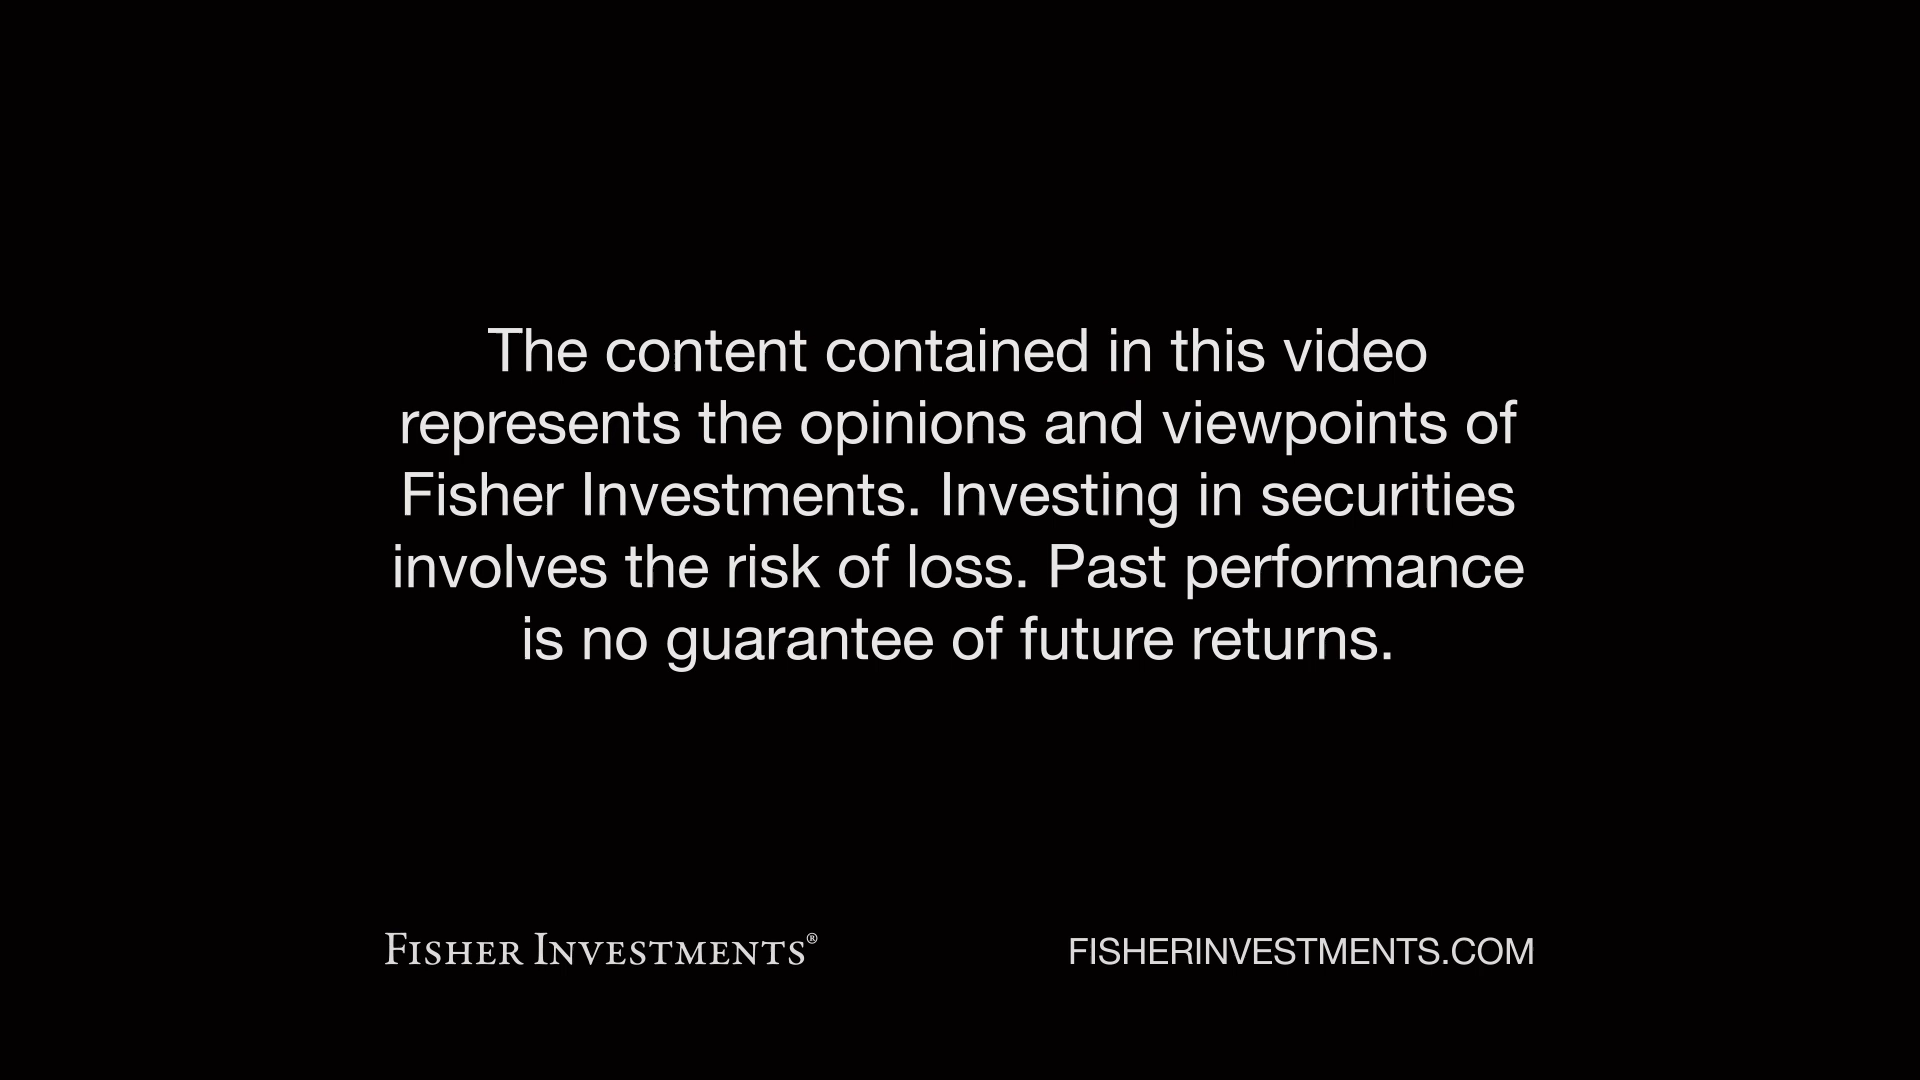 The content contained in this video
represents the opinions and viewpoints of
Fisher Investments. Investing in securities
involves the risk of loss. Past performance
is no guarantee of future returns.
FISHER INVESTMENTS®
FISHERINVESTMENTS.COM